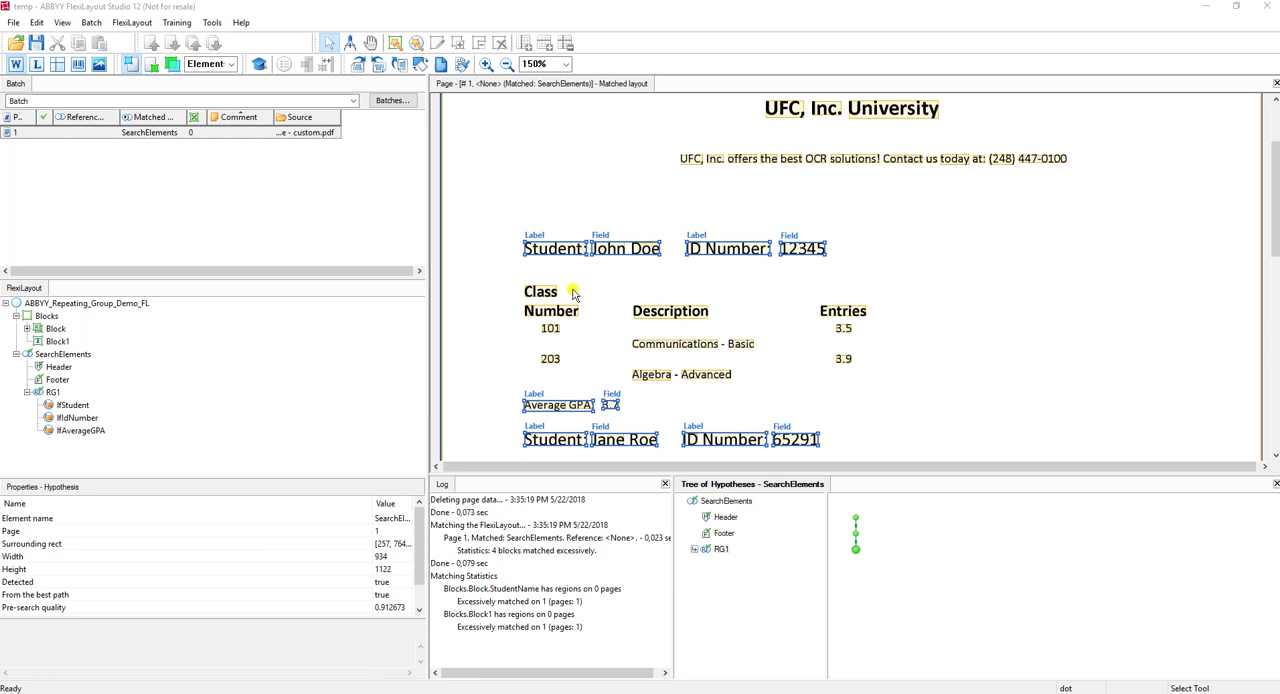 temp - ABBYY FlexiLayout Studio 12 (Not for resale)
File Edit View Batch FlexiLayout Training Tools Help
W L Element 150%
Batch
Page - [# 1, <None> (Matched: SearchElements)] - Matched layout
Batch Batches...
P.. Referenc... Matched ... Comment Source
1 SearchElements 0 ...e - custom.pdf
UFC, Inc. University
UFC, Inc. offers the best OCR solutions! Contact us today at: (248) 447-0100
Label Field Label Field
Student: John Doe ID Number: 12345
Class
Number Description Entries
101 3.5
Communications - Basic
203 3.9
Algebra - Advanced
Label Field
Average GPA 3.7
Label Field Label Field
Student: Jane Roe ID Number: 65291
FlexiLayout
ABBYY_Repeating_Group_Demo_FL
Blocks
Block
Block1
SearchElements
Header
Footer
RG1
lfStudent
lfIdNumber
lfAverageGPA
Properties - Hypothesis
Name Value
Element name SearchEl...
Page 1
Surrounding rect [257, 764...
Width 934
Height 1122
Detected true
From the best path true
Pre-search quality 0.912673
Log
Deleting page data... - 3:35:19 PM 5/22/2018
Done - 0,073 sec
Matching the FlexiLayout... - 3:35:19 PM 5/22/2018
Page 1. Matched: SearchElements. Reference: <None>. - 0,023 se
Statistics: 4 blocks matched excessively.
Done - 0,079 sec
Matching Statistics
Blocks.Block.StudentName has regions on 0 pages
Excessively matched on 1 (pages: 1)
Blocks.Block1 has regions on 0 pages
Excessively matched on 1 (pages: 1)
Tree of Hypotheses - SearchElements
SearchElements
Header
Footer
RG1
Ready dot Select Tool